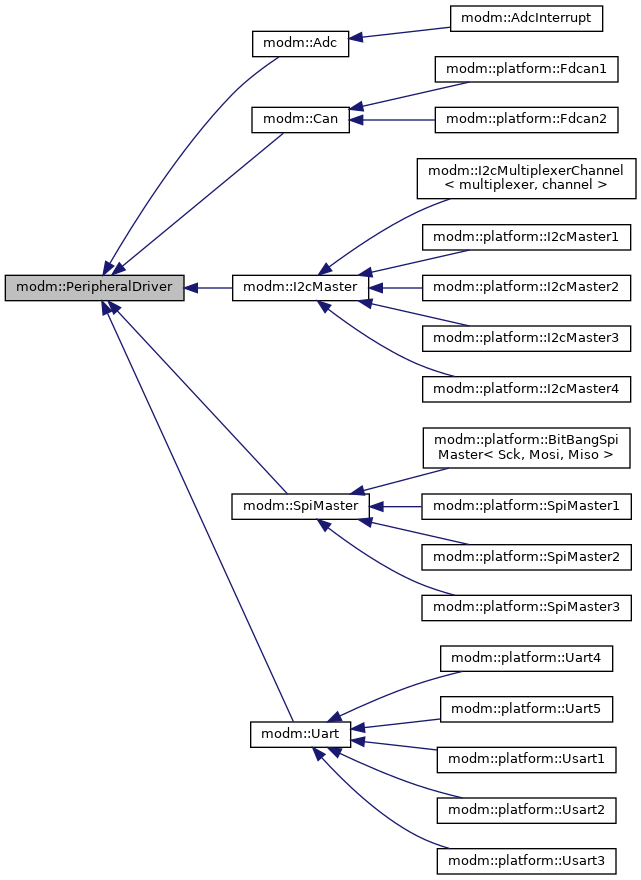 modm::AdcInterrupt
modm::Adc
modm::platform::Fdcan1
modm::Can
modm::platform::Fdcan2
modm::I2cMultiplexerChannel
< multiplexer, channel >
modm::platform::I2cMaster1
modm::PeripheralDriver
modm::I2cMaster
modm::platform::I2cMaster2
modm::platform::I2cMaster3
modm::platform::I2cMaster4
modm::platform::BitBangSpi
Master< Sck, Mosi, Miso >
modm::SpiMaster
modm::platform::SpiMaster1
modm::platform::SpiMaster2
modm::platform::SpiMaster3
modm::platform::Uart4
modm::platform::Uart5
modm::Uart
modm::platform::Usart1
modm::platform::Usart2
modm::platform::Usart3